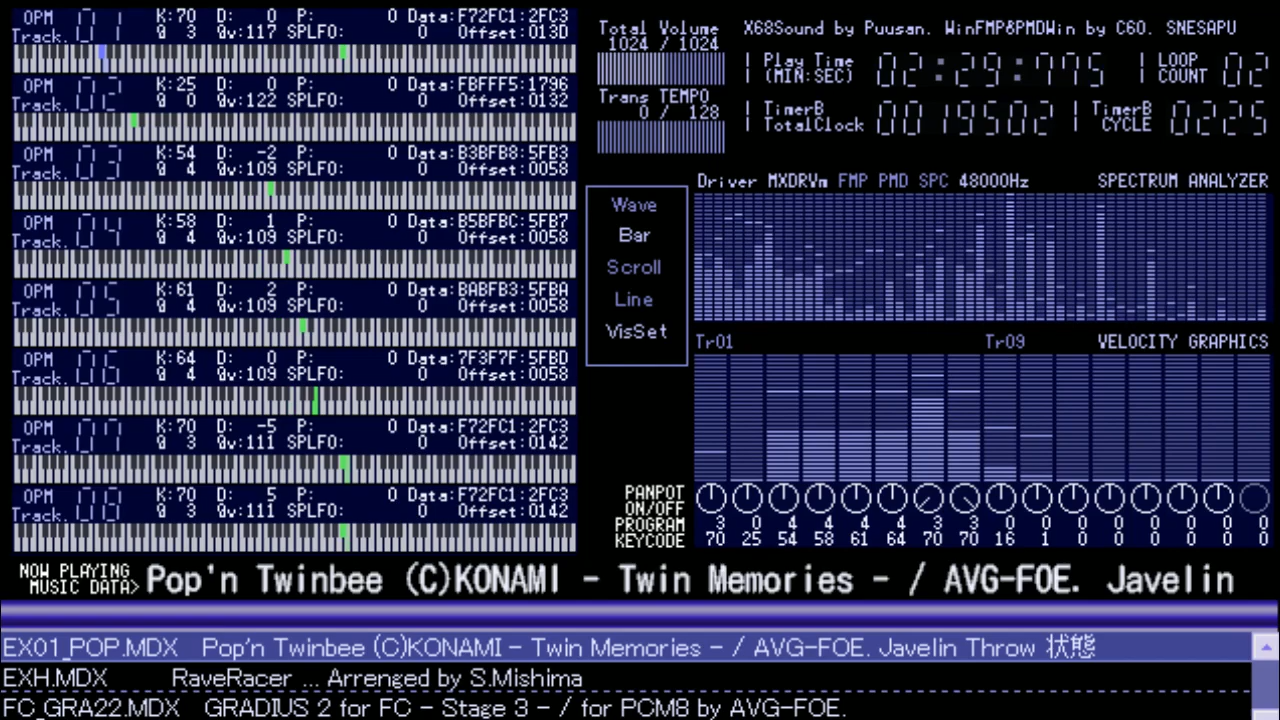 OPM Track. 01 K:70 D: 0 P: 0 Data:F72FC1:2FC3
@ 3 @v:117 SPLFO: 0 Offset:013D
OPM Track. 02 K:25 D: 0 P: 0 Data:FBFFF5:1796
@ 0 @v:122 SPLFO: 0 Offset:0132
OPM Track. 03 K:54 D: -2 P: 0 Data:B3BFB8:5FB3
@ 4 @v:109 SPLFO: 0 Offset:0058
OPM Track. 04 K:58 D: 1 P: 0 Data:B5BFBC:5FB7
@ 4 @v:109 SPLFO: 0 Offset:0058
OPM Track. 05 K:61 D: 2 P: 0 Data:BABFB3:5FBA
@ 4 @v:109 SPLFO: 0 Offset:0058
OPM Track. 06 K:64 D: 0 P: 0 Data:7F3F7F:5FBD
@ 4 @v:109 SPLFO: 0 Offset:0058
OPM Track. 07 K:70 D: -5 P: 0 Data:F72FC1:2FC3
@ 3 @v:111 SPLFO: 0 Offset:0142
OPM Track. 08 K:70 D: 5 P: 0 Data:F72FC1:2FC3
@ 3 @v:111 SPLFO: 0 Offset:0142
Total Volume
1024 / 1024
Trans TEMPO
0 / 128
X68Sound by Puusan. WinFMP&PMDWin by C60. SNESAPU
Play Time (MIN:SEC) 02:29:775 LOOP COUNT 02
TimerB TotalClock 0019502 TimerB CYCLE 0225
Wave
Bar
Scroll
Line
VisSet
Driver MXDRVm FMP PMD SPC 48000Hz SPECTRUM ANALYZER
Tr01 Tr09 VELOCITY GRAPHICS
PANPOT
ON/OFF
PROGRAM 3 0 4 4 4 4 3 3 0 0 0 0 0 0 0 0
KEYCODE 70 25 54 58 61 64 70 70 16 1 0 0 0 0 0 0
NOW PLAYING
MUSIC DATA> Pop'n Twinbee (C)KONAMI - Twin Memories - / AVG-FOE. Javelin
EX01_POP.MDX Pop'n Twinbee (C)KONAMI - Twin Memories - / AVG-FOE. Javelin Throw 状態
EXH.MDX RaveRacer ... Arranged by S.Mishima
FC_GRA22.MDX GRADIUS 2 for FC - Stage 3 - / for PCM8 by AVG-FOE.